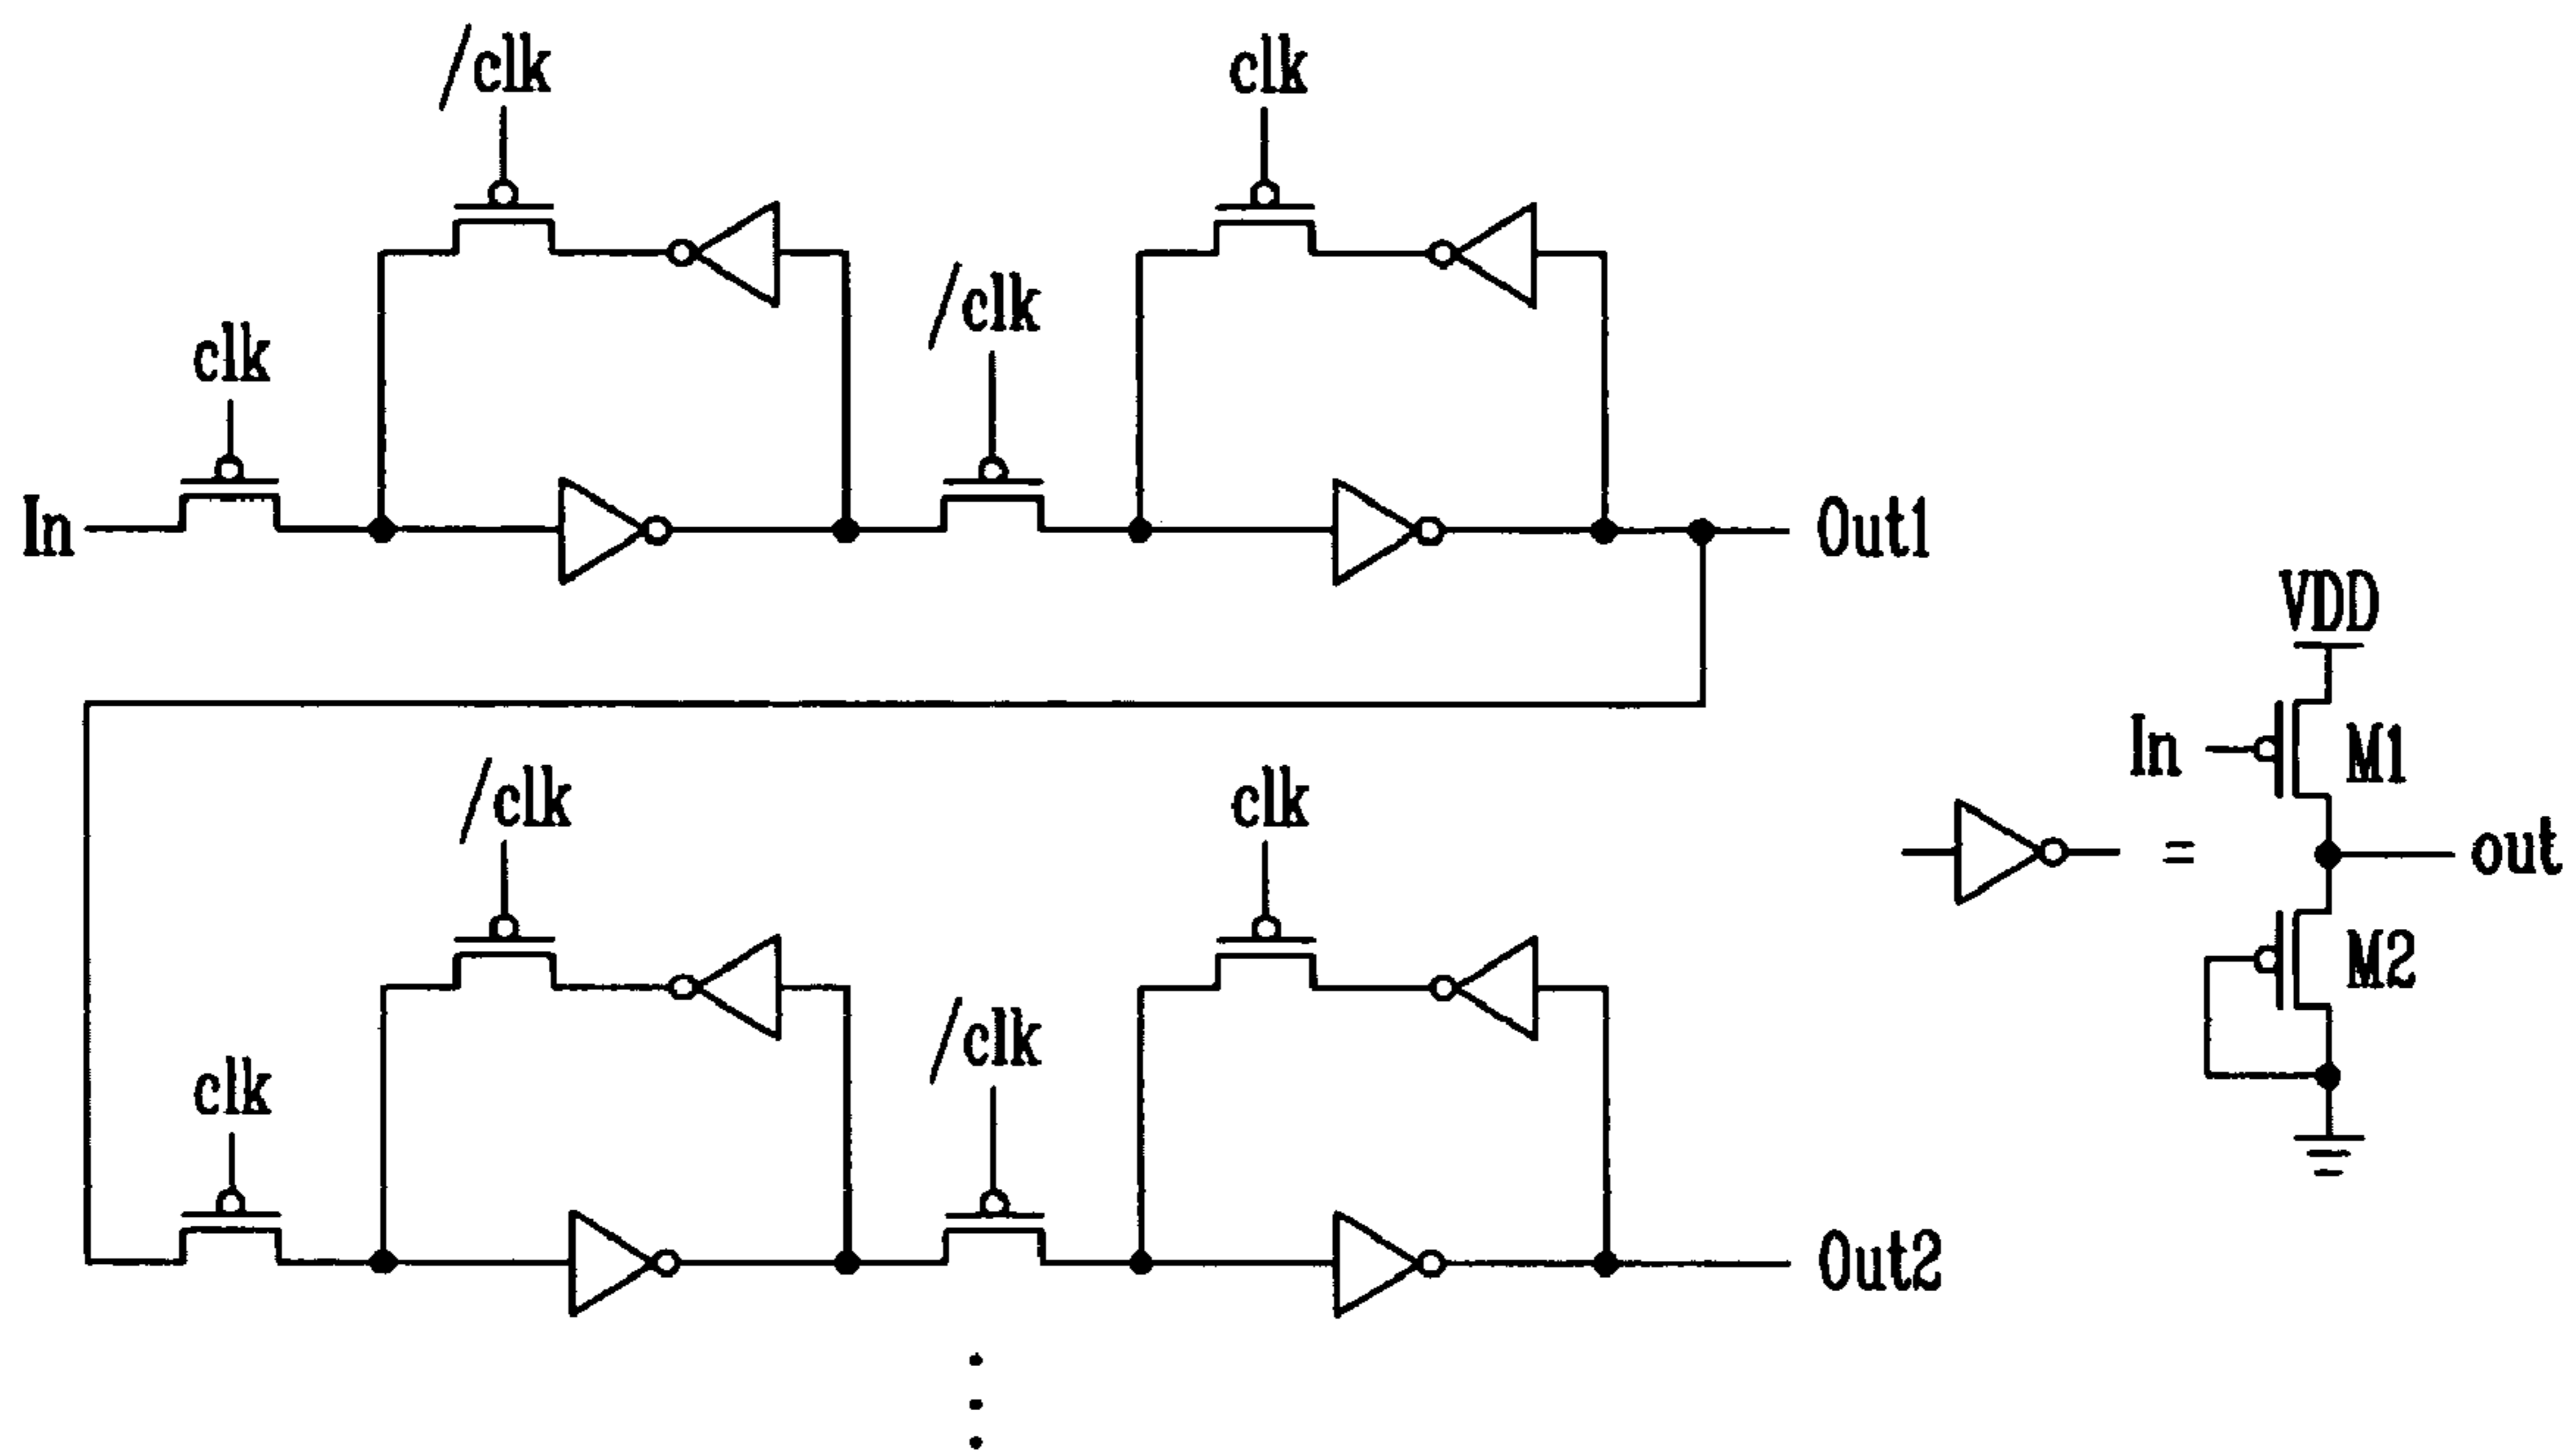 /clk
clk
/clk
clk
In
Out1
VDD
In
M1
/clk
clk
=
out
M2
/clk
clk
Out2